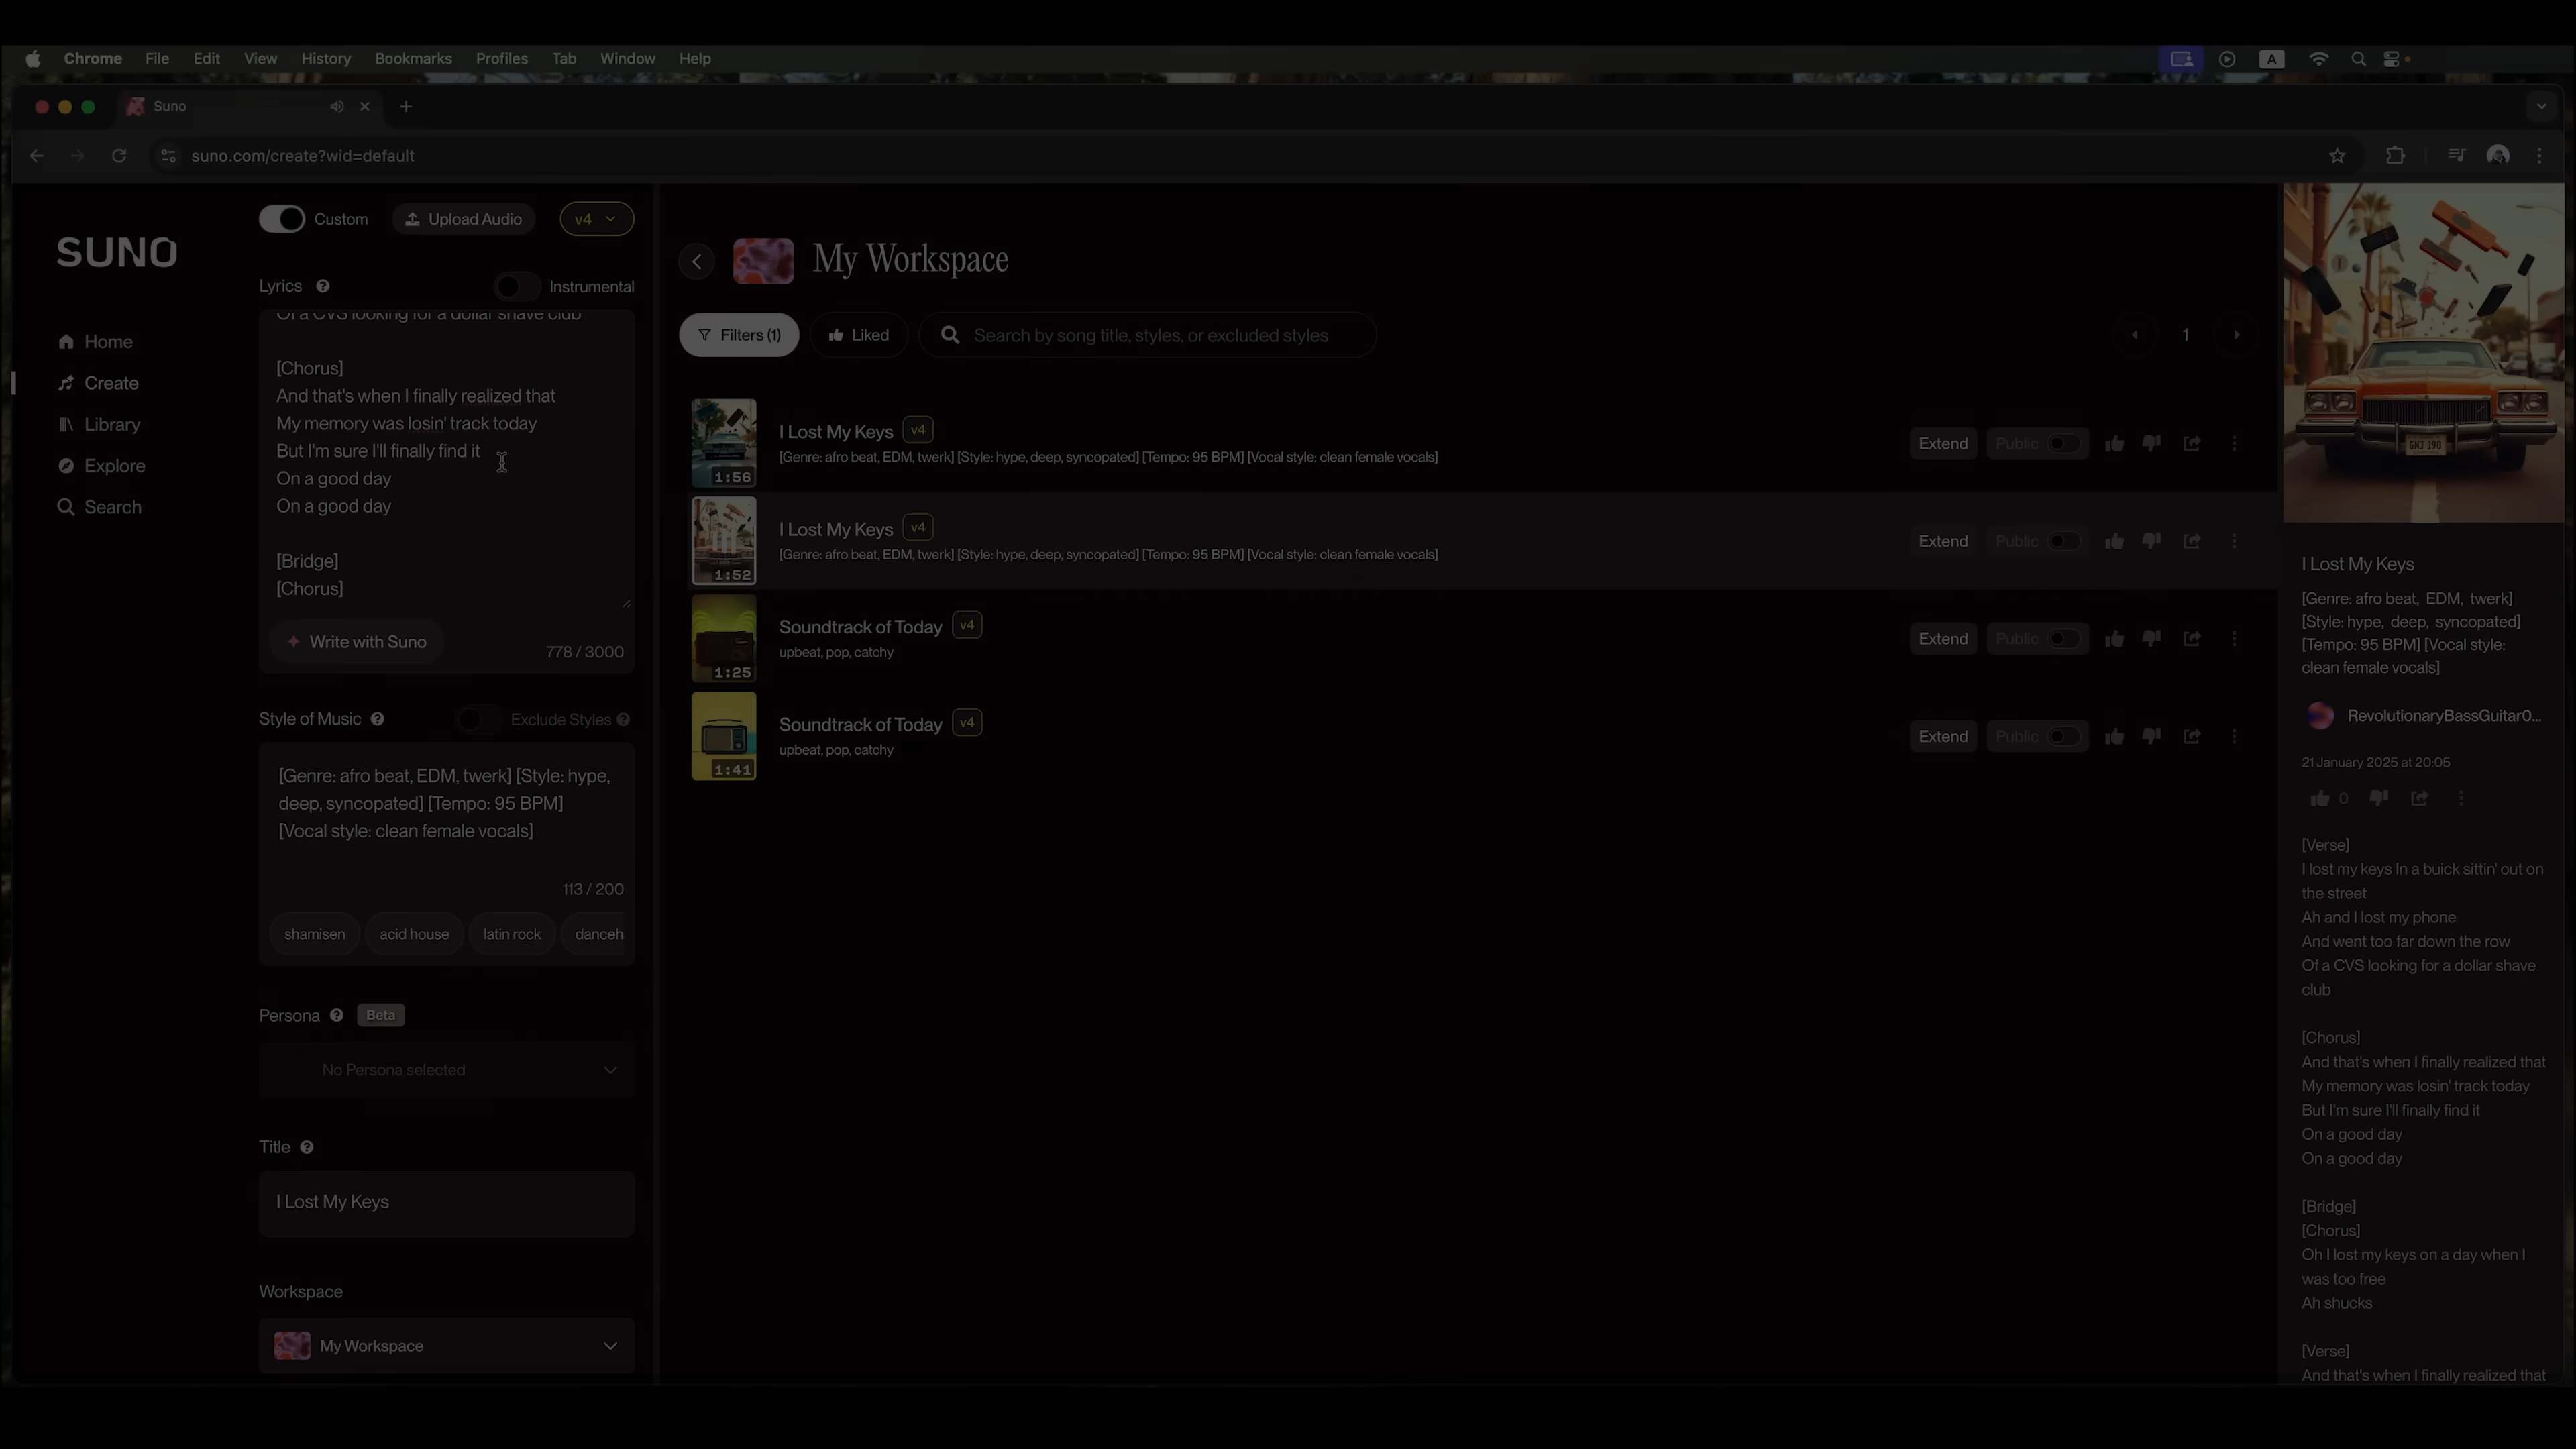 Chrome File Edit View History Bookmarks Profiles Tab Window Help
A
Suno
suno.com/create?wid=default
SUNO
Home
Create
Library
Explore
Search
Custom
Upload Audio
v4
Lyrics
Instrumental
Of a CVS looking for a dollar shave club
[Chorus]
And that's when I finally realized that
My memory was losin' track today
But I'm sure I'll finally find it
On a good day
On a good day
[Bridge]
[Chorus]
Write with Suno
778 / 3000
Style of Music
Exclude Styles
[Genre: afro beat, EDM, twerk] [Style: hype,
deep, syncopated] [Tempo: 95 BPM]
[Vocal style: clean female vocals]
113 / 200
shamisen
acid house
latin rock
danceh
Persona
Beta
No Persona selected
Title
I Lost My Keys
Workspace
My Workspace
My Workspace
Filters (1)
Liked
Search by song title, styles, or excluded styles
1
I Lost My Keys v4
[Genre: afro beat, EDM, twerk] [Style: hype, deep, syncopated] [Tempo: 95 BPM] [Vocal style: clean female vocals]
1:56
Extend
Public
I Lost My Keys v4
[Genre: afro beat, EDM, twerk] [Style: hype, deep, syncopated] [Tempo: 95 BPM] [Vocal style: clean female vocals]
1:52
Extend
Public
Soundtrack of Today v4
upbeat, pop, catchy
1:25
Extend
Public
Soundtrack of Today v4
upbeat, pop, catchy
1:41
Extend
Public
GNJ 190
I Lost My Keys
[Genre: afro beat, EDM, twerk]
[Style: hype, deep, syncopated]
[Tempo: 95 BPM] [Vocal style:
clean female vocals]
RevolutionaryBassGuitar0...
21 January 2025 at 20:05
0
[Verse]
I lost my keys In a buick sittin' out on
the street
Ah and I lost my phone
And went too far down the row
Of a CVS looking for a dollar shave
club
[Chorus]
And that's when I finally realized that
My memory was losin' track today
But I'm sure I'll finally find it
On a good day
On a good day
[Bridge]
[Chorus]
Oh I lost my keys on a day when I
was too free
Ah shucks
[Verse]
And that's when I finally realized that